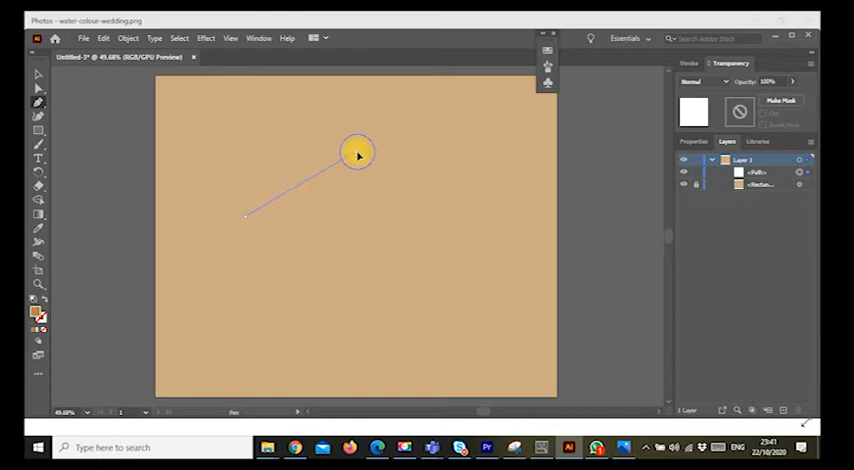 Photos - water-colour-wedding.png
Ai File Edit Object Type Select Effect View Window Help
Essentials
Search Adobe Stock
Untitled-3* @ 49.68% (RGB/GPU Preview) ×
Stroke Transparency
Normal Opacity: 100%
Make Mask
Clip
Invert Mask
Properties Layers Libraries
Layer 1
<Path>
<Rectan...
T
49.68% 1 Pen
1 Layer
Type here to search
Pr Ai
ENG
23:41
22/10/2020